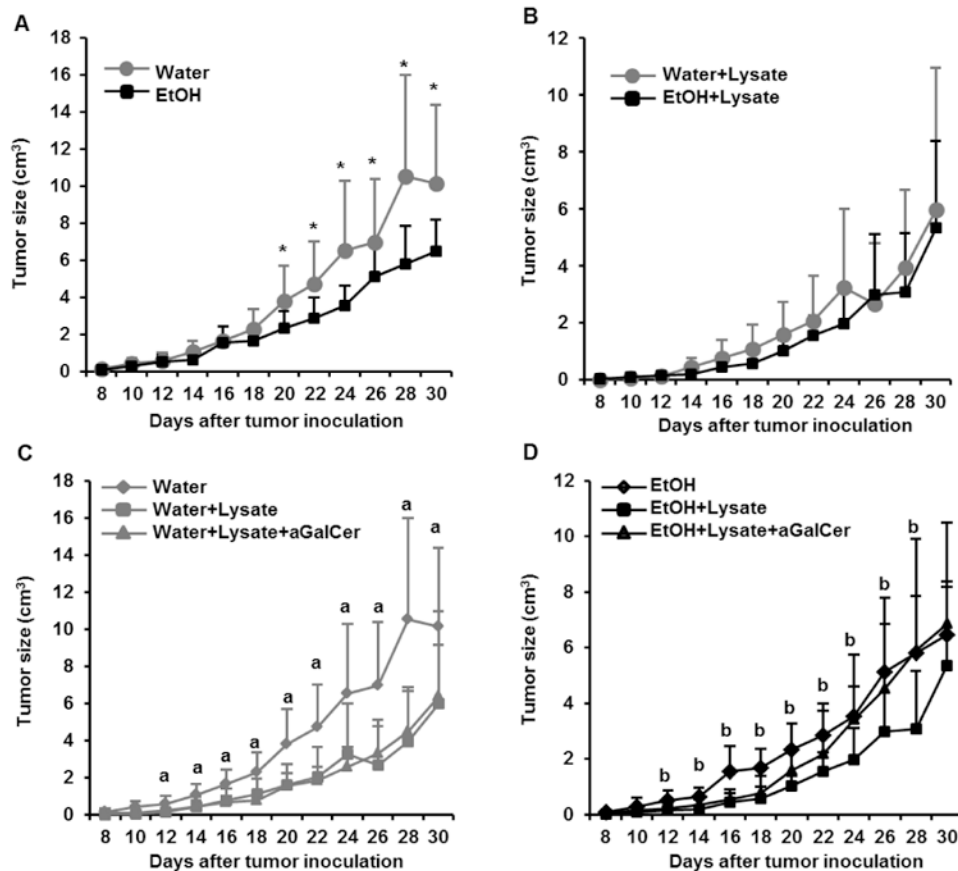 A
18
16
14
12
10
8
6
4
2
0
Tumor size (cm³)
Water
EtOH
* * * * * *
8 10 12 14 16 18 20 22 24 26 28 30
Days after tumor inoculation
B
12
10
8
6
4
2
0
Tumor size (cm³)
Water+Lysate
EtOH+Lysate
8 10 12 14 16 18 20 22 24 26 28 30
Days after tumor inoculation
C
18
16
14
12
10
8
6
4
2
0
Tumor size (cm³)
Water
Water+Lysate
Water+Lysate+aGalCer
a a a a a a a a a a
8 10 12 14 16 18 20 22 24 26 28 30
Days after tumor inoculation
D
12
10
8
6
4
2
0
Tumor size (cm³)
EtOH
EtOH+Lysate
EtOH+Lysate+aGalCer
b b b b b b b b b
8 10 12 14 16 18 20 22 24 26 28 30
Days after tumor inoculation